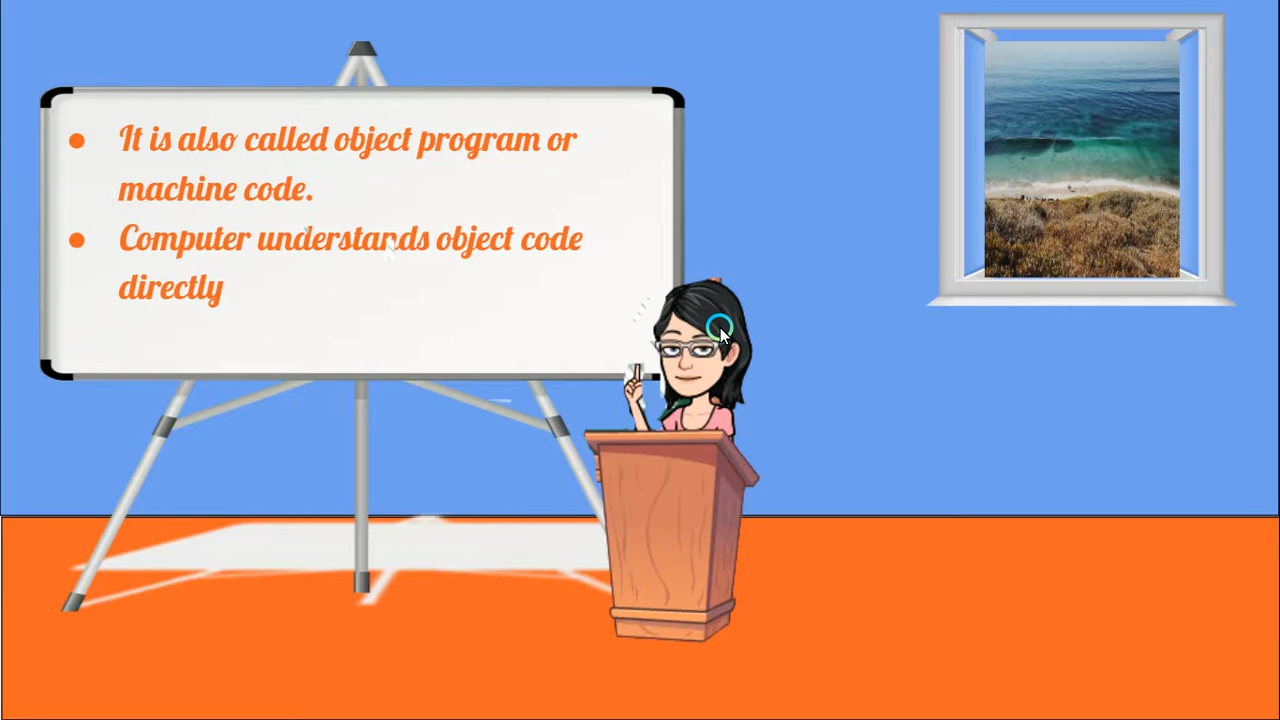 ● It is also called object program or
machine code.
● Computer understands object code
directly